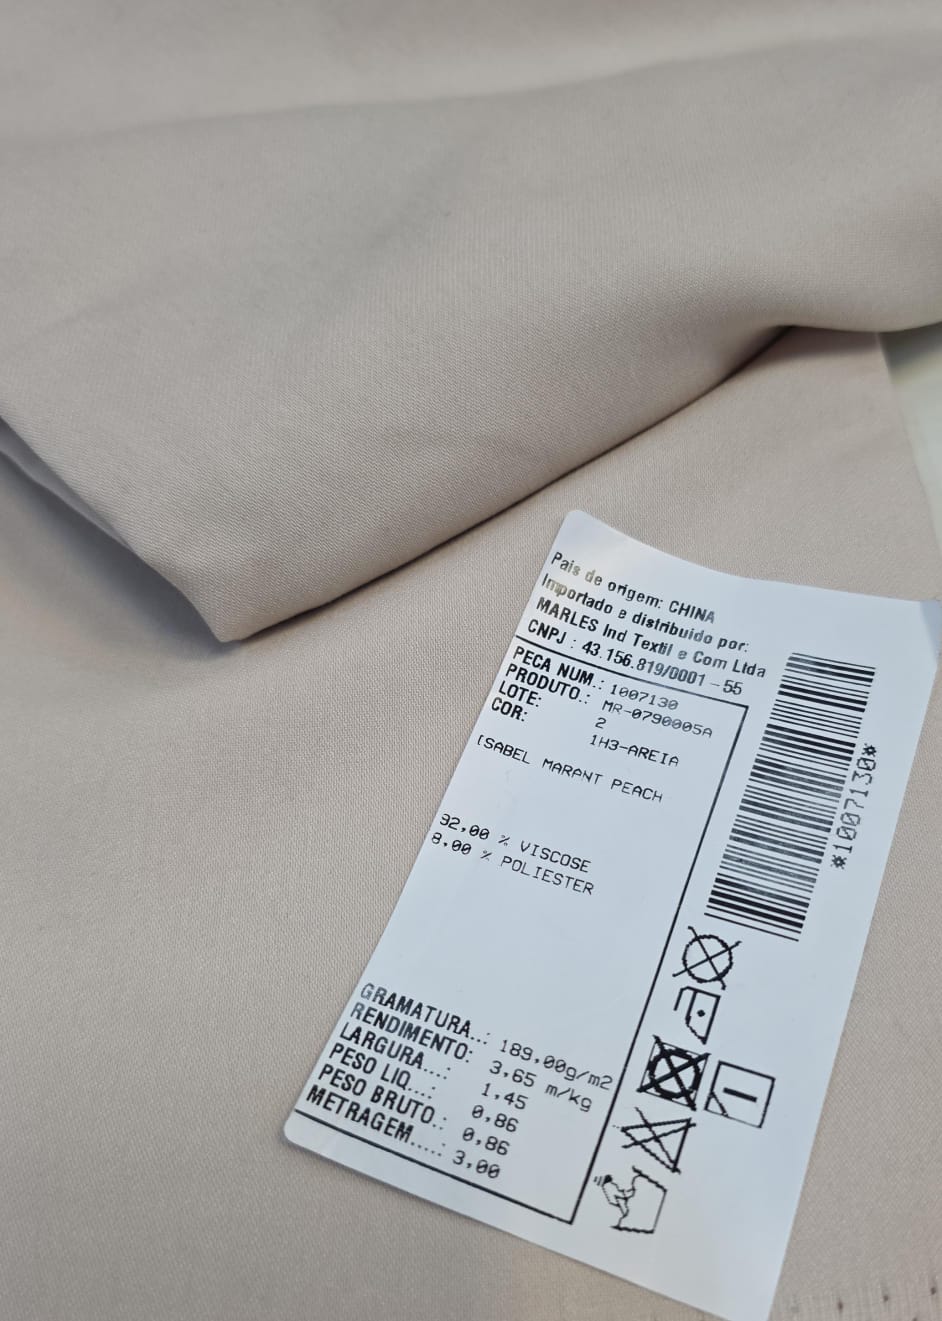 Pais de origem: CHINA
Importado e distribuido por:
MARLES Ind Textil e Com Ltda
CNPJ : 43.156.819/0001-55
PECA NUM.: 1007130
PRODUTO.: MR-0790005A
LOTE: 2
COR: 1H3-AREIA
ISABEL MARANT PEACH
92,00 % VISCOSE
8,00 % POLIESTER
GRAMATURA..: 189,00g/m2
RENDIMENTO: 3,65 m/kg
LARGURA...: 1,45
PESO LIQ...: 0,86
PESO BRUTO.: 0,86
METRAGEM.....: 3,00
*1007130*